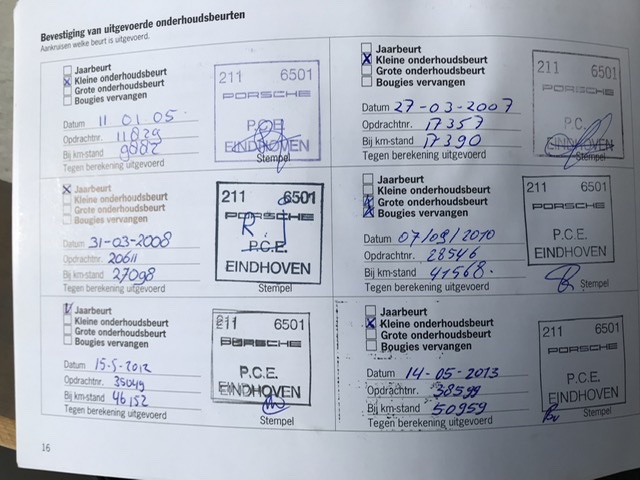 Bevestiging van uitgevoerde onderhoudsbeurten
Aankruisen welke beurt is uitgevoerd.
Jaarbeurt
Kleine onderhoudsbeurt
Grote onderhoudsbeurt
Bougies vervangen
Datum 11 01 05
Opdrachtnr. 11829
Bij km-stand 9882
Tegen berekening uitgevoerd
211 6501
PORSCHE
P.C.E.
EINDHOVEN
Stempel
Jaarbeurt
Kleine onderhoudsbeurt
Grote onderhoudsbeurt
Bougies vervangen
Datum 27-03-2007
Opdrachtnr. 17357
Bij km-stand 17390
Tegen berekening uitgevoerd
211 6501
PORSCHE
P.C.
EINDHOVEN
Stempel
Jaarbeurt
Kleine onderhoudsbeurt
Grote onderhoudsbeurt
Bougies vervangen
Datum 31-03-2008
Opdrachtnr. 20611
Bij km-stand 27098
Tegen berekening uitgevoerd
211 6501
PORSCHE
P.C.E.
EINDHOVEN
Stempel
Jaarbeurt
Kleine onderhoudsbeurt
Grote onderhoudsbeurt
Bougies vervangen
Datum 07/09/2010
Opdrachtnr. 28546
Bij km-stand 41568.
Tegen berekening uitgevoerd
211 6501
PORSCHE
P.C.E.
EINDHOVEN
Stempel
Jaarbeurt
Kleine onderhoudsbeurt
Grote onderhoudsbeurt
Bougies vervangen
Datum 15-5-2012
Opdrachtnr. 35049
Bij km-stand 46,152
Tegen berekening uitgevoerd
211 6501
PORSCHE
P.C.E.
EINDHOVEN
Stempel
Jaarbeurt
Kleine onderhoudsbeurt
Grote onderhoudsbeurt
Bougies vervangen
Datum 14-05-2013
Opdrachtnr. 38599
Bij km-stand 50959
Tegen berekening uitgevoerd
211 6501
PORSCHE
P.C.E.
EINDHOVEN
Stempel
16